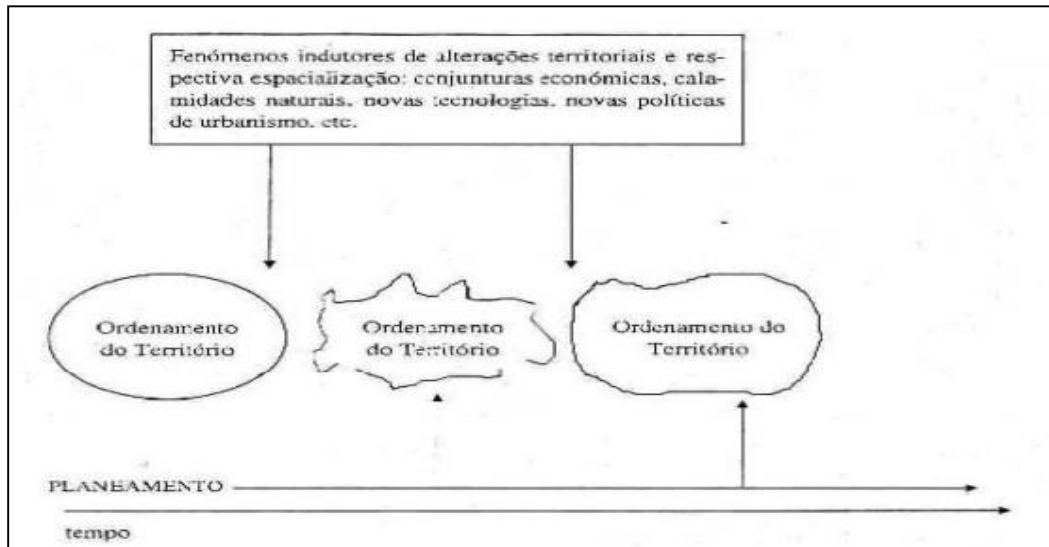 Fenómenos indutores de alterações territoriais e res-
pectiva espacialização: conjunturas económicas, cala-
midades naturais, novas tecnologias, novas políticas
de urbanismo, etc.
Ordenamento
do Território
Ordenamento
do Território
Ordenamento do
Território
PLANEAMENTO
tempo